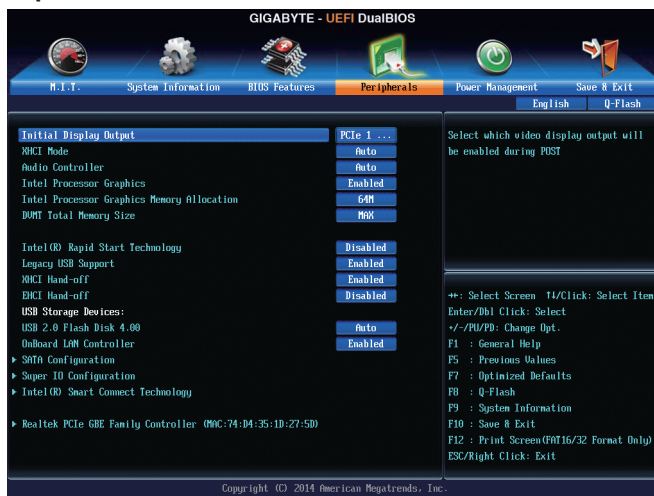 GIGABYTE - UEFI DualBIOS
M.I.T. System Information BIOS Features Peripherals Power Management Save & Exit
English Q-Flash
Initial Display Output PCIe 1 ...
XHCI Mode Auto
Audio Controller Auto
Intel Processor Graphics Enabled
Intel Processor Graphics Memory Allocation 64M
DVMT Total Memory Size MAX
Intel(R) Rapid Start Technology Disabled
Legacy USB Support Enabled
XHCI Hand-off Enabled
EHCI Hand-off Disabled
USB Storage Devices:
USB 2.0 Flash Disk 4.00 Auto
OnBoard LAN Controller Enabled
SATA Configuration
Super IO Configuration
Intel(R) Smart Connect Technology
Realtek PCIe GBE Family Controller (MAC:74:D4:35:1D:27:5D)
Select which video display output will
be enabled during POST
→←: Select Screen ↑↓/Click: Select Item
Enter/Dbl Click: Select
+/-/PU/PD: Change Opt.
F1 : General Help
F5 : Previous Values
F7 : Optimized Defaults
F8 : Q-Flash
F9 : System Information
F10 : Save & Exit
F12 : Print Screen(FAT16/32 Format Only)
ESC/Right Click: Exit
Copyright (C) 2014 American Megatrends, Inc.